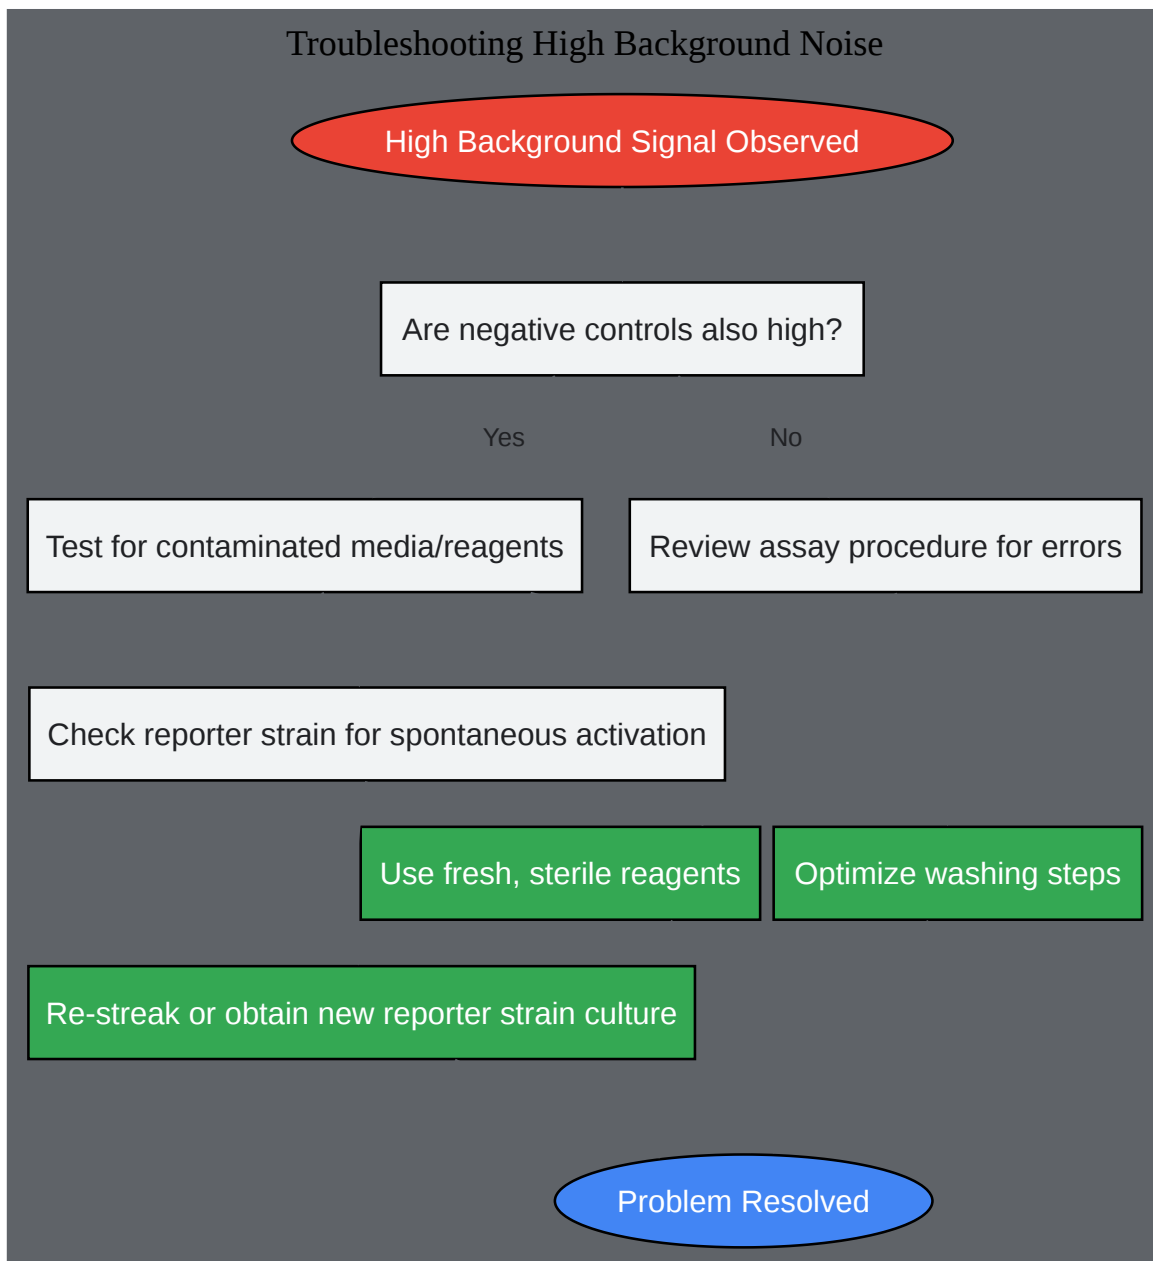 Troubleshooting High Background Noise
High Background Signal Observed
Are negative controls also high?
Yes
No
Test for contaminated media/reagents
Review assay procedure for errors
Check reporter strain for spontaneous activation
Use fresh, sterile reagents
Optimize washing steps
Re-streak or obtain new reporter strain culture
Problem Resolved